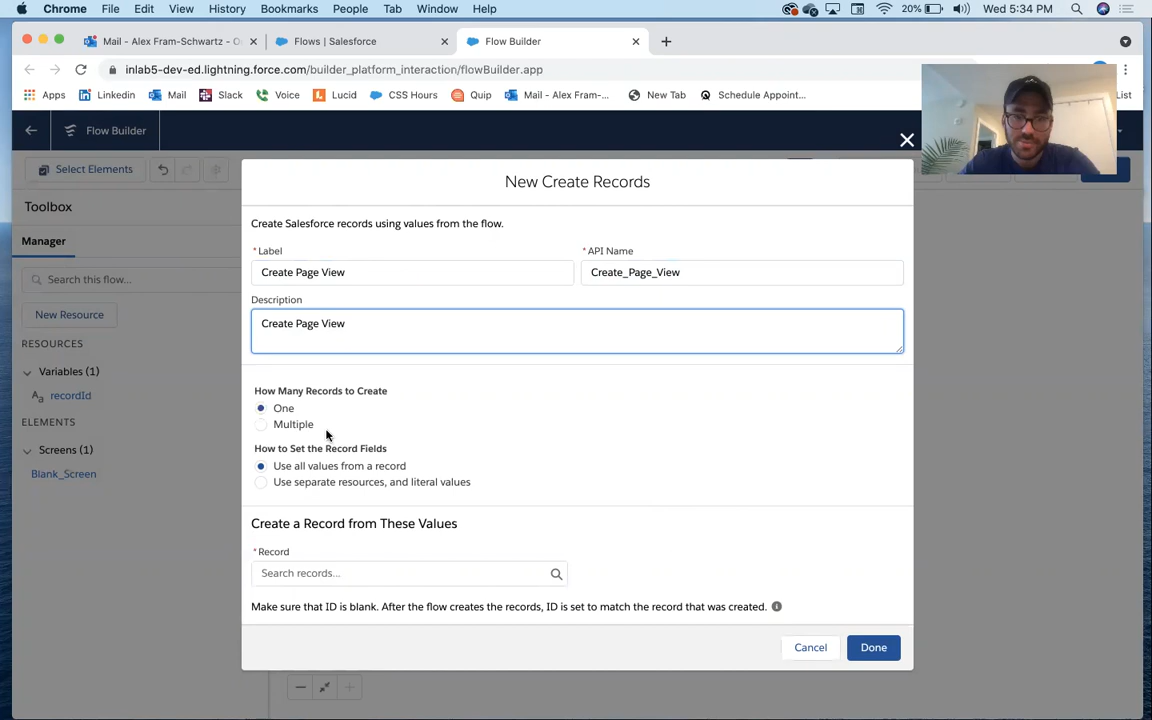 Chrome File Edit View History Bookmarks People Tab Window Help 20% Wed 5:34 PM
Mail - Alex Fram-Schwartz - O
Flows | Salesforce
Flow Builder
inlab5-dev-ed.lightning.force.com/builder_platform_interaction/flowBuilder.app
Apps Linkedin Mail Slack Voice Lucid CSS Hours Quip Mail - Alex Fram-... New Tab Schedule Appoint... List
Flow Builder
Select Elements
Toolbox
Manager
Search this flow...
New Resource
RESOURCES
Variables (1)
recordId
ELEMENTS
Screens (1)
Blank_Screen
New Create Records
Create Salesforce records using values from the flow.
*Label *API Name
Create Page View Create_Page_View
Description
Create Page View
How Many Records to Create
One
Multiple
How to Set the Record Fields
Use all values from a record
Use separate resources, and literal values
Create a Record from These Values
*Record
Search records...
Make sure that ID is blank. After the flow creates the records, ID is set to match the record that was created.
Cancel Done